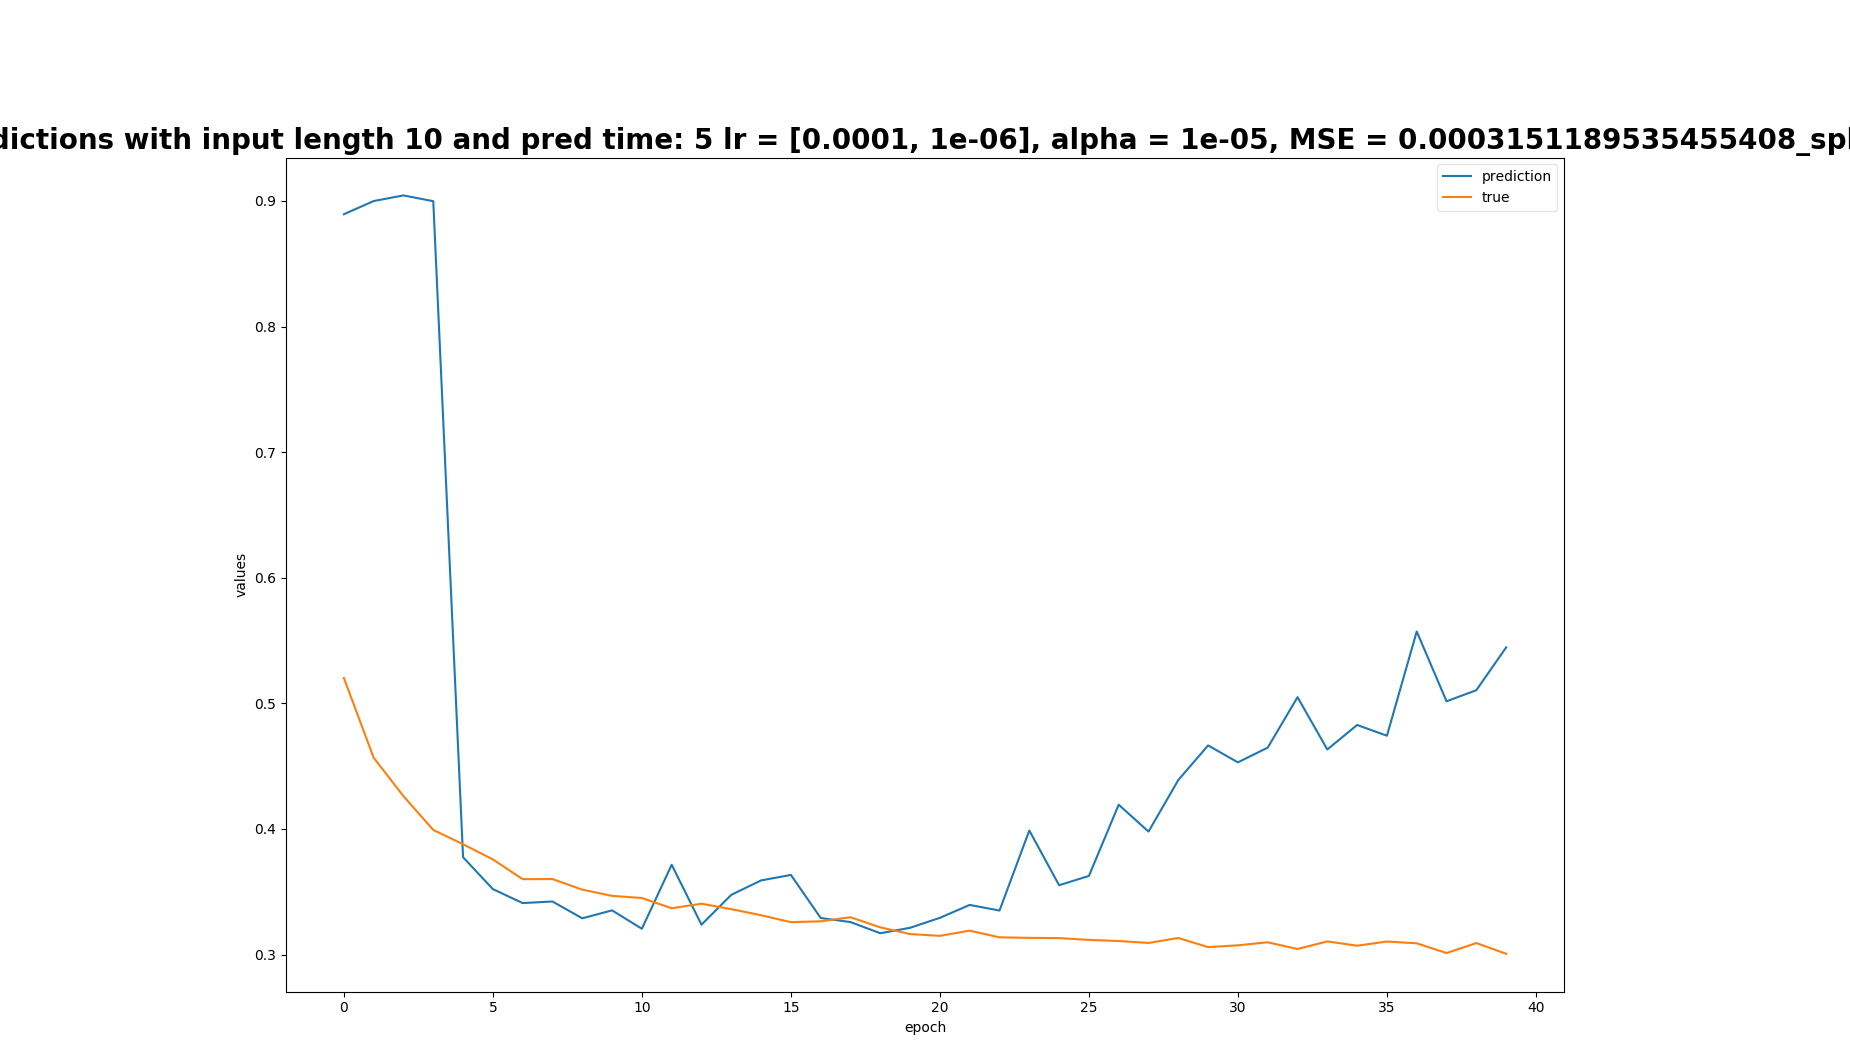 dictions with input length 10 and pred time: 5 lr = [0.0001, 1e-06], alpha = 1e-05, MSE = 0.0003151189535455408_spl
prediction
true
0.9
0.8
0.7
0.6
0.5
0.4
0.3
values
0 5 10 15 20 25 30 35 40
epoch